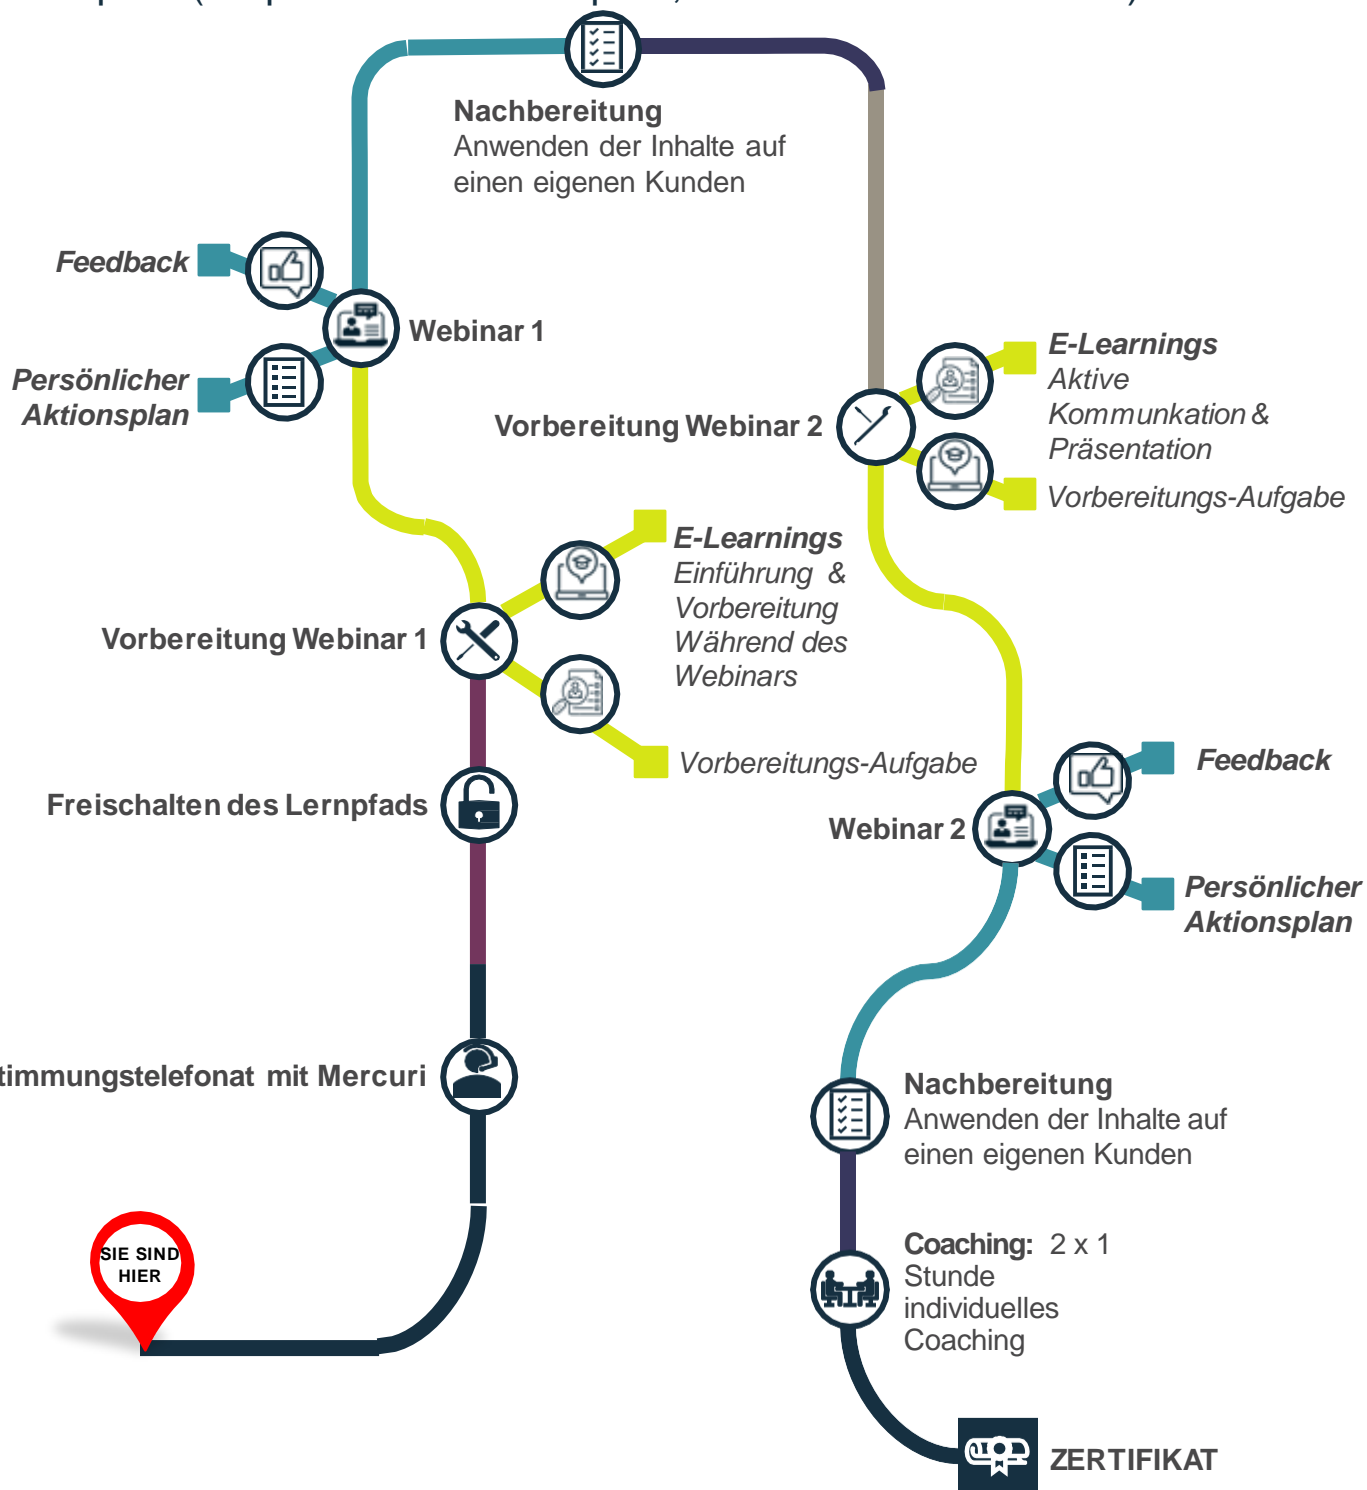 Nachbereitung
Anwenden der Inhalte auf
einen eigenen Kunden
Feedback
Webinar 1
Persönlicher
Aktionsplan
E-Learnings
Aktive
Kommunkation &
Präsentation
Vorbereitung Webinar 2
Vorbereitungs-Aufgabe
E-Learnings
Einführung &
Vorbereitung
Während des
Webinars
Vorbereitung Webinar 1
Vorbereitungs-Aufgabe
Freischalten des Lernpfads
Feedback
Webinar 2
Persönlicher
Aktionsplan
timmungstelefonat mit Mercuri
Nachbereitung
Anwenden der Inhalte auf
einen eigenen Kunden
SIE SIND
HIER
Coaching: 2 x 1
Stunde
individuelles
Coaching
ZERTIFIKAT